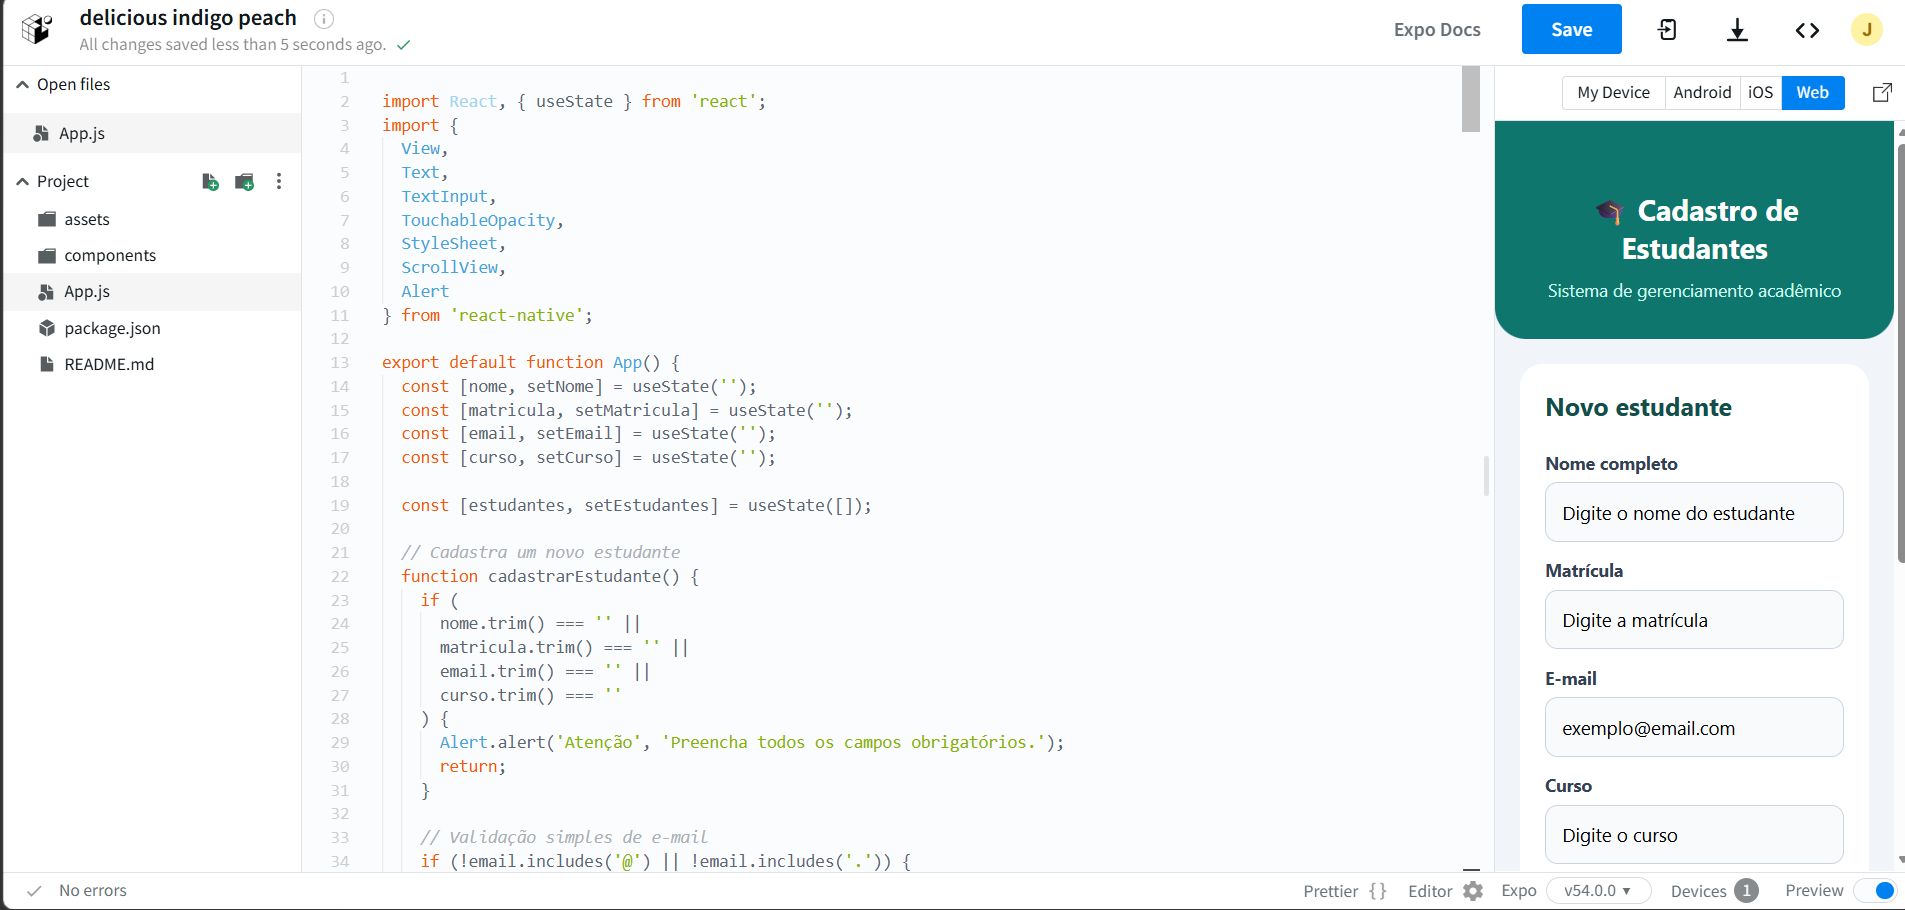 delicious indigo peach
All changes saved less than 5 seconds ago.
Expo Docs
Save
J
Open files
App.js
Project
assets
components
App.js
package.json
README.md
1
2 import React, { useState } from 'react';
3 import {
4 View,
5 Text,
6 TextInput,
7 TouchableOpacity,
8 StyleSheet,
9 ScrollView,
10 Alert
11 } from 'react-native';
12
13 export default function App() {
14 const [nome, setNome] = useState('');
15 const [matricula, setMatricula] = useState('');
16 const [email, setEmail] = useState('');
17 const [curso, setCurso] = useState('');
18
19 const [estudantes, setEstudantes] = useState([]);
20
21 // Cadastra um novo estudante
22 function cadastrarEstudante() {
23 if (
24 nome.trim() === '' ||
25 matricula.trim() === '' ||
26 email.trim() === '' ||
27 curso.trim() === ''
28 ) {
29 Alert.alert('Atenção', 'Preencha todos os campos obrigatórios.');
30 return;
31 }
32
33 // Validação simples de e-mail
34 if (!email.includes('@') || !email.includes('.')) {
My Device
Android
iOS
Web
Cadastro de
Estudantes
Sistema de gerenciamento acadêmico
Novo estudante
Nome completo
Digite o nome do estudante
Matrícula
Digite a matrícula
E-mail
exemplo@email.com
Curso
Digite o curso
No errors
Prettier { }
Editor
Expo
v54.0.0
Devices 1
Preview